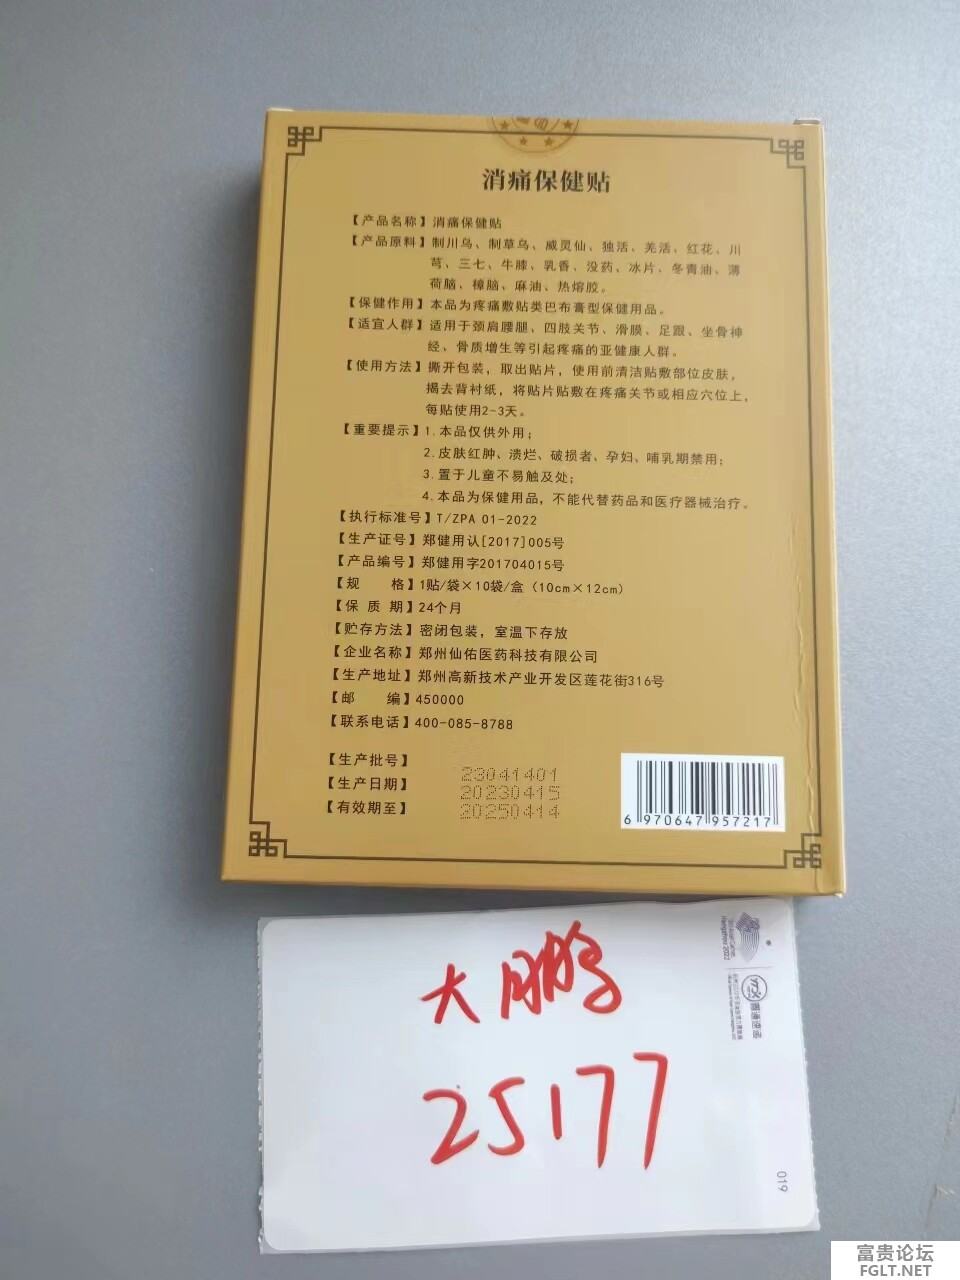 消痛保健贴
【产品名称】消痛保健贴
【产品原料】制川乌、制草乌、威灵仙、独活、羌活、红花、川
芎、三七、牛膝、乳香、没药、冰片、冬青油、薄
荷脑、樟脑、麻油、热熔胶。
【保健作用】本品为疼痛敷贴类巴布膏型保健用品。
【适宜人群】适用于颈肩腰腿、四肢关节、滑膜、足跟、坐骨神
经、骨质增生等引起疼痛的亚健康人群。
【使用方法】撕开包装，取出贴片，使用前清洁贴敷部位皮肤，
揭去背衬纸，将贴片贴敷在疼痛关节或相应穴位上，
每贴使用2-3天。
【重要提示】1.本品仅供外用；
2.皮肤红肿、溃烂、破损者、孕妇、哺乳期禁用；
3.置于儿童不易触及处；
4.本品为保健用品，不能代替药品和医疗器械治疗。
【执行标准号】T/ZPA 01-2022
【生产证号】郑健用认[2017]005号
【产品编号】郑健用字201704015号
【规 格】1贴/袋×10袋/盒（10cm×12cm）
【保 质 期】24个月
【贮存方法】密闭包装，室温下存放
【企业名称】郑州仙佑医药科技有限公司
【生产地址】郑州高新技术产业开发区莲花街316号
【邮 编】450000
【联系电话】400-085-8788
【生产批号】 23041401
【生产日期】 20230415
【有效期至】 20250414
6 970647 957217
大鹏
25177
Hangzhou 2022
圆通速递
019
富贵论坛
FGLT.NET